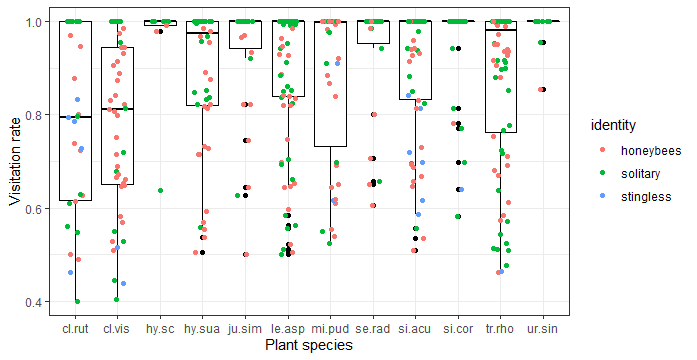 1.0
0.8
0.6
0.4
Visitation rate
cl.rut cl.vis hy.sc hy.sua ju.sim le.asp mi.pud se.rad si.acu si.cor tr.rho ur.sin
Plant species
identity
honeybees
solitary
stingless